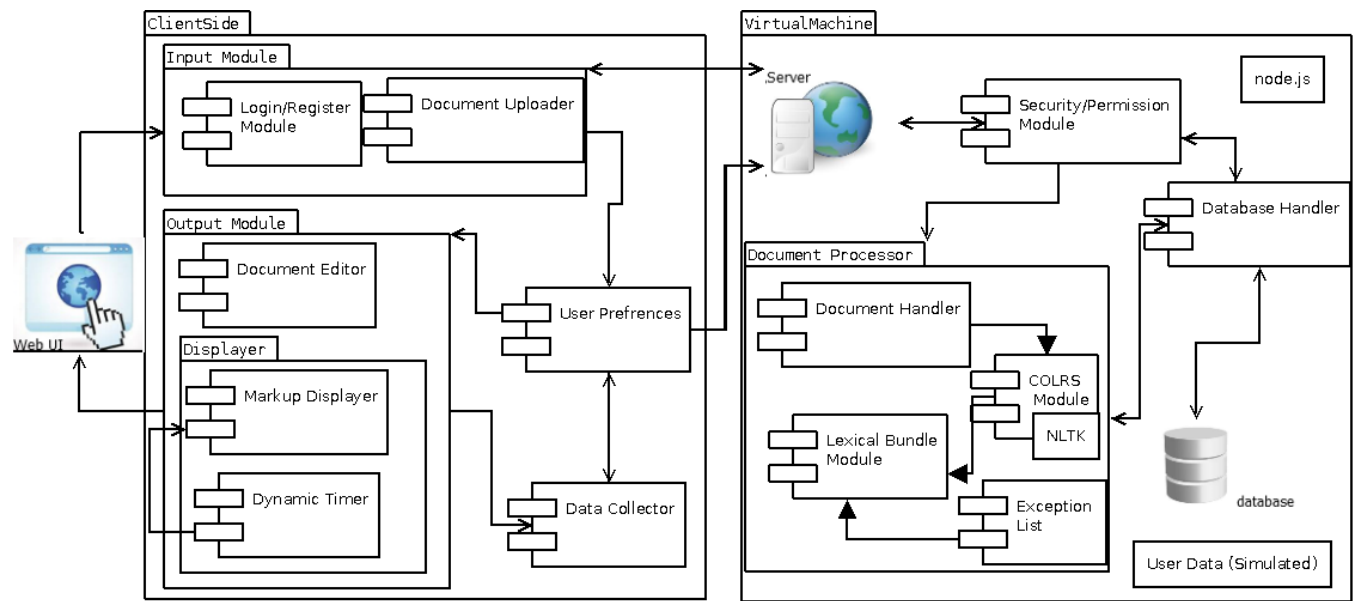 ClientSide
Input Module
Login/Register
Module
Document Uploader
Output Module
Document Editor
Displayer
Markup Displayer
Dynamic Timer
User Prefrences
Data Collector
Web UI
VirtualMachine
Server
Security/Permission
Module
node.js
Database Handler
Document Processor
Document Handler
COLRS
Module
NLTK
Lexical Bundle
Module
Exception
List
database
User Data (Simulated)